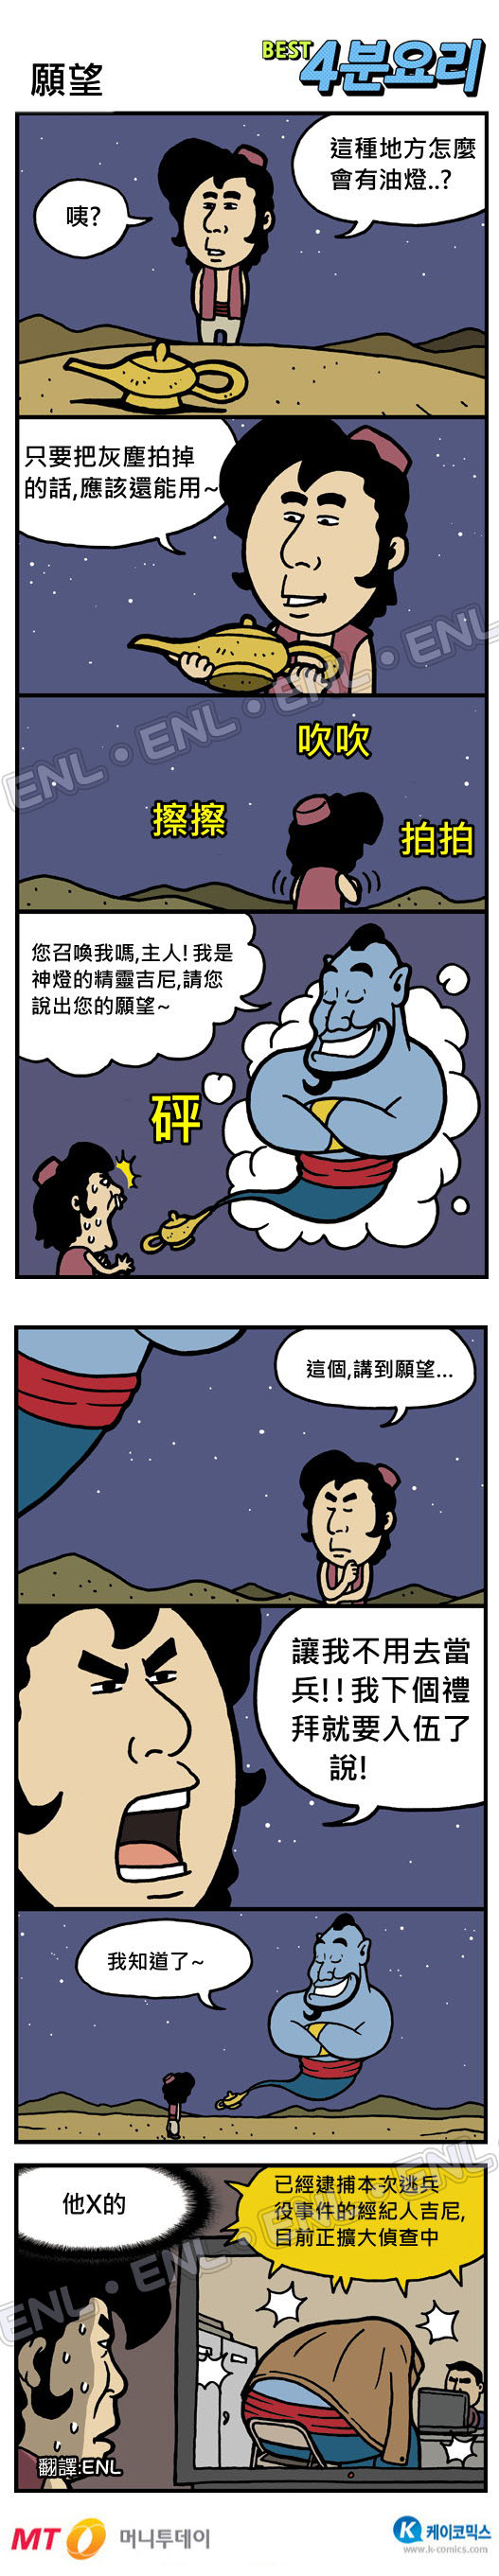 願望
BEST
4분요리
咦?
這種地方怎麼
會有油燈..?
只要把灰塵拍掉
的話,應該還能用~
吹吹
擦擦
拍拍
您召喚我嗎,主人! 我是
神燈的精靈吉尼,請您
說出您的願望~
砰
這個,講到願望...
讓我不用去當
兵!! 我下個禮
拜就要入伍了
說!
我知道了~
他X的
已經逮捕本次逃兵
役事件的經紀人吉尼,
目前正擴大偵查中
翻譯:ENL
ENL • ENL • ENL • ENL
ENL • ENL • ENL • ENL
MT 머니투데이
K 케이코믹스
www.k-comics.com